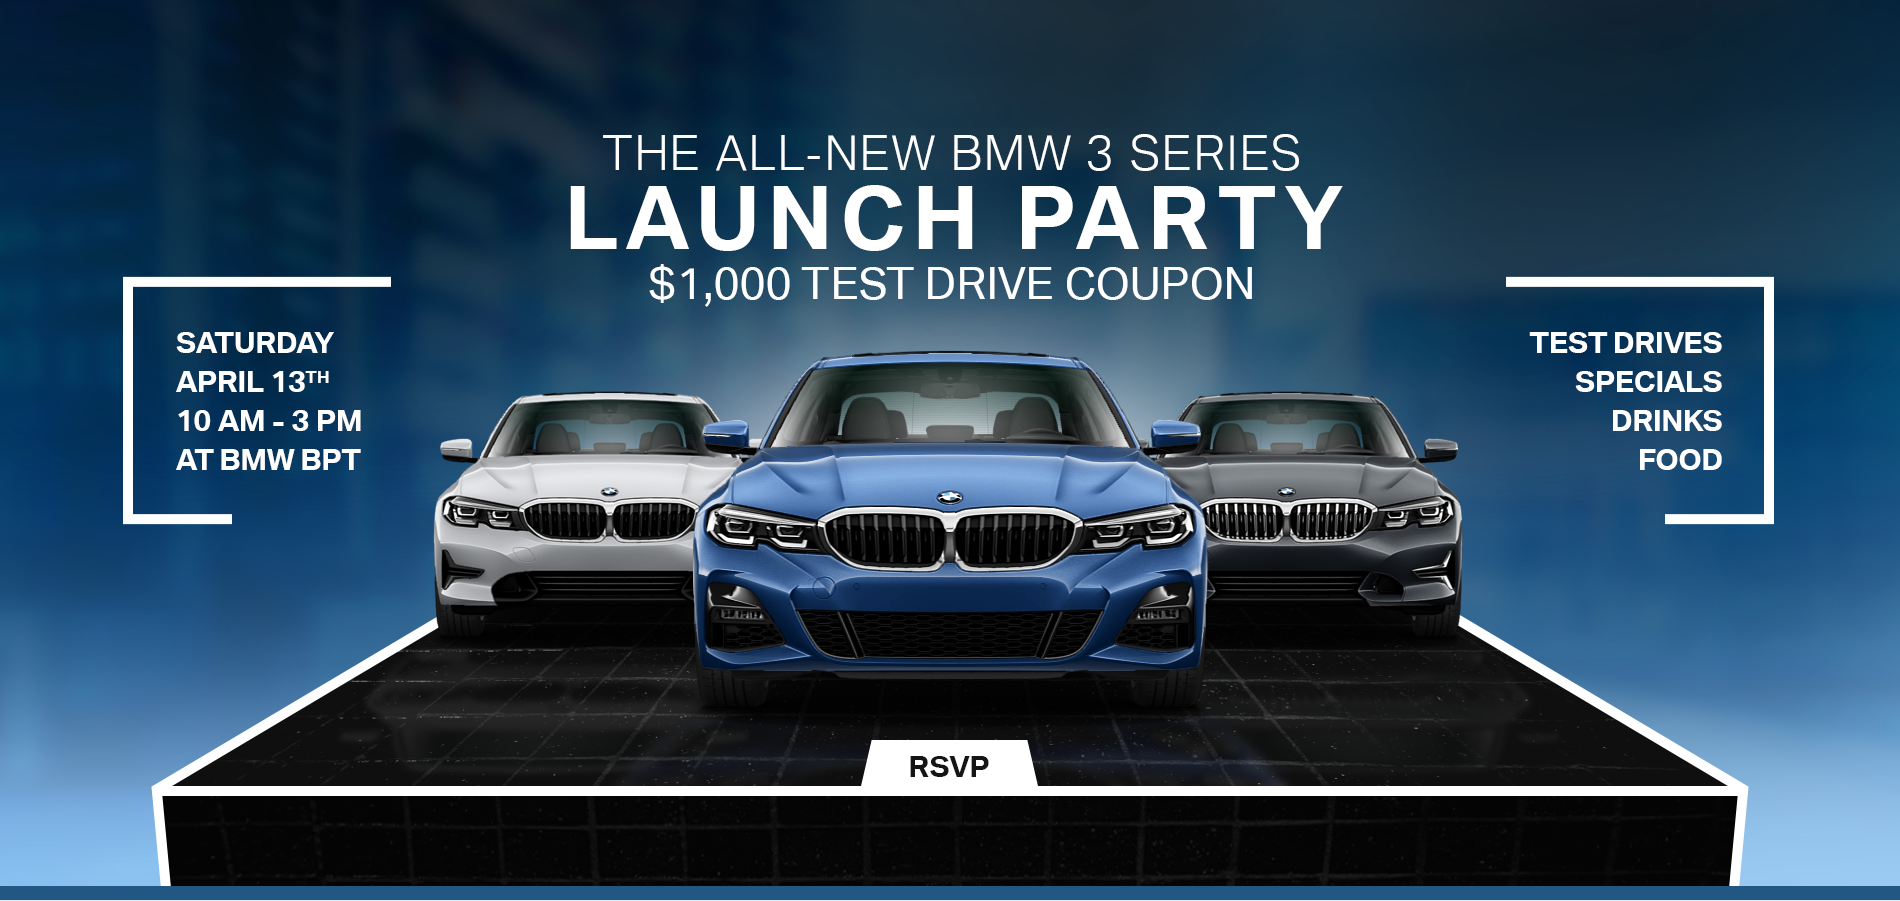 THE ALL-NEW BMW 3 SERIES
LAUNCH PARTY
$1,000 TEST DRIVE COUPON
SATURDAY
APRIL 13TH
10 AM - 3 PM
AT BMW BPT
TEST DRIVES
SPECIALS
DRINKS
FOOD
RSVP